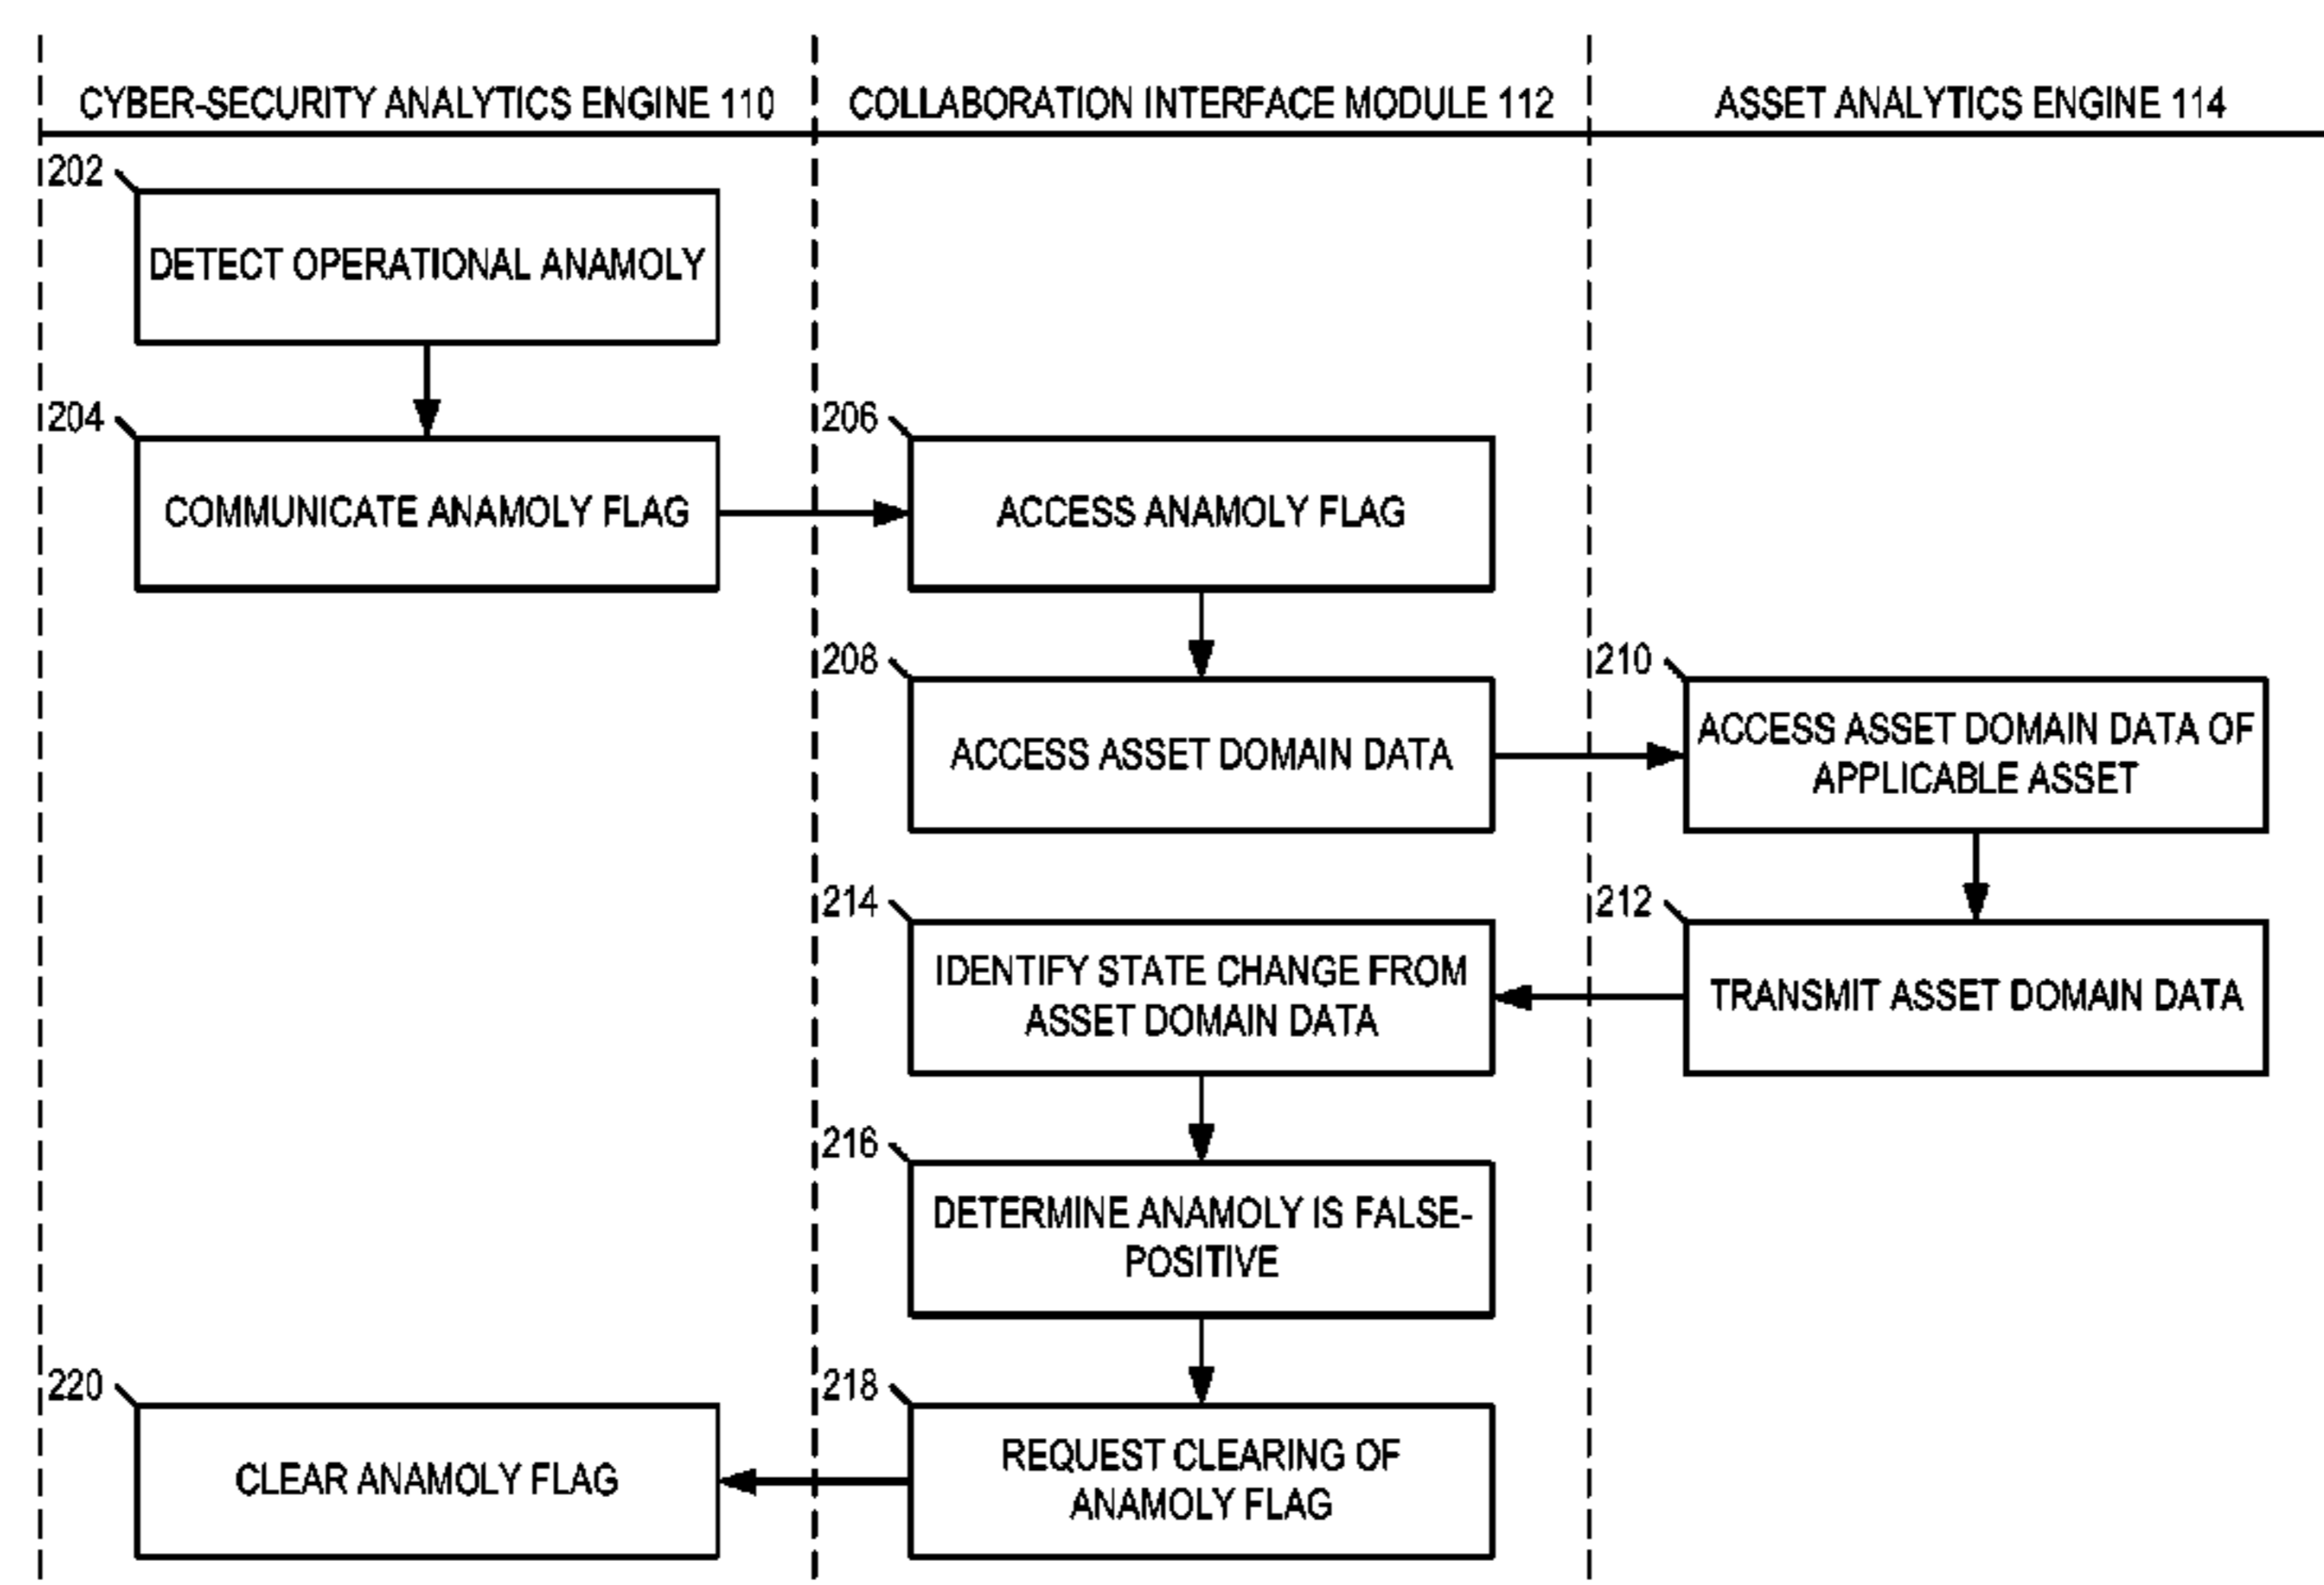 CYBER-SECURITY ANALYTICS ENGINE 110
COLLABORATION INTERFACE MODULE 112
ASSET ANALYTICS ENGINE 114
202
DETECT OPERATIONAL ANAMOLY
204
COMMUNICATE ANAMOLY FLAG
206
ACCESS ANAMOLY FLAG
208
ACCESS ASSET DOMAIN DATA
210
ACCESS ASSET DOMAIN DATA OF
APPLICABLE ASSET
212
TRANSMIT ASSET DOMAIN DATA
214
IDENTIFY STATE CHANGE FROM
ASSET DOMAIN DATA
216
DETERMINE ANAMOLY IS FALSE-
POSITIVE
218
REQUEST CLEARING OF
ANAMOLY FLAG
220
CLEAR ANAMOLY FLAG